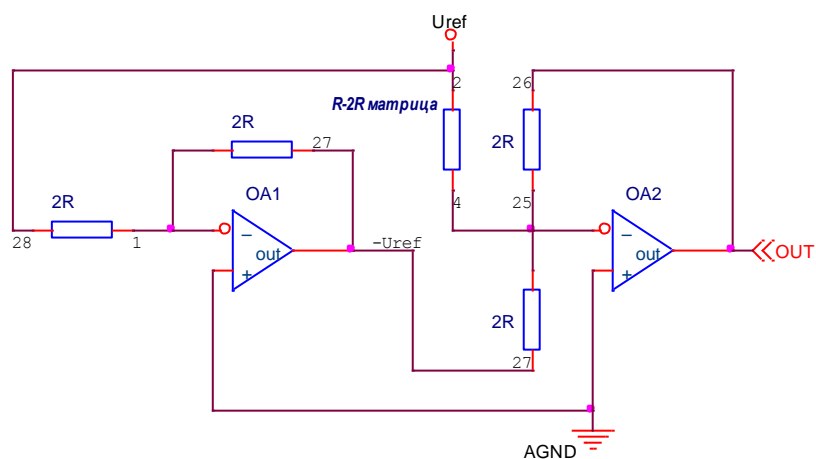 Uref
2
26
R-2R матрица
2R
27
2R
2R
OA1
OA2
4
25
28
1
−
out
+
-Uref
−
out
+
OUT
2R
27
AGND